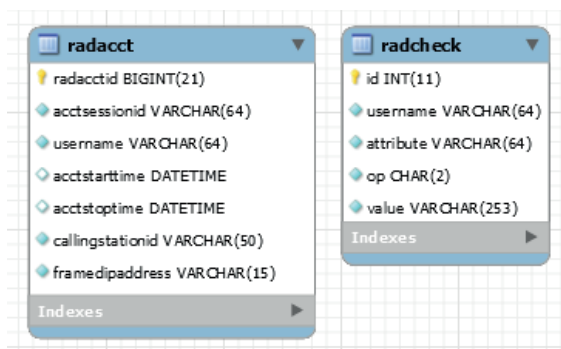 radacct
radacctid BIGINT(21)
acctsessionid VARCHAR(64)
username VARCHAR(64)
acctstarttime DATETIME
acctstoptime DATETIME
callingstationid VARCHAR(50)
framedipaddress VARCHAR(15)
Indexes
radcheck
id INT(11)
username VARCHAR(64)
attribute VARCHAR(64)
op CHAR(2)
value VARCHAR(253)
Indexes